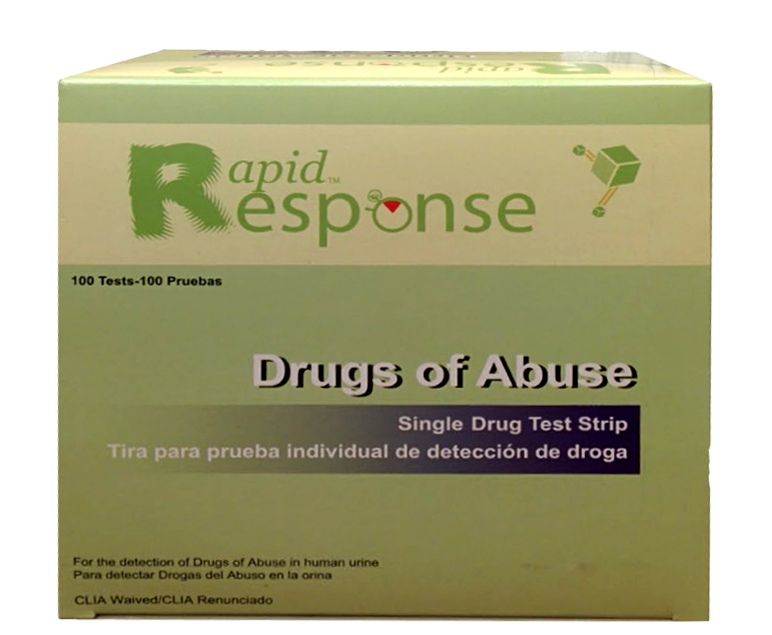 Rapid™
Response
100 Tests-100 Pruebas
Drugs of Abuse
Single Drug Test Strip
Tira para prueba individual de detección de droga
For the detection of Drugs of Abuse in human urine
Para detectar Drogas del Abuso en la orina
CLIA Waived/CLIA Renunciado